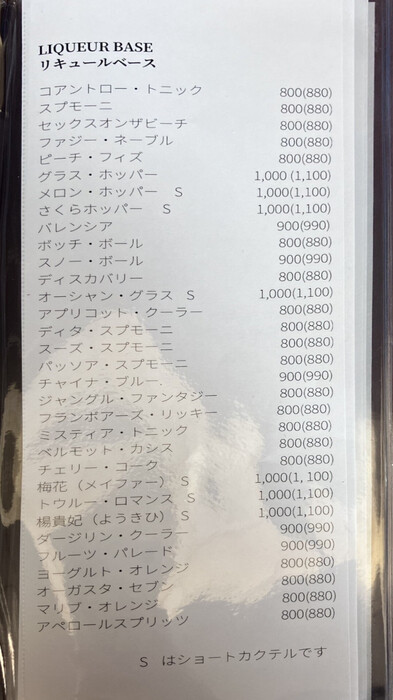 LIQUEUR BASE
リキュールベース
コアントロー・トニック 800(880)
スプモーニ 800(880)
セックスオンザビーチ 800(880)
ファジー・ネーブル 800(880)
ピーチ・フィズ 800(880)
グラス・ホッパー 1,000 (1,100)
メロン・ホッパー S 1,000(1,100)
さくらホッパー S 1,000(1,100)
バレンシア 900(990)
ボッチ・ボール 800(880)
スノー・ボール 900(990)
ディスカバリー 800(880)
オーシャン・グラス S 1,000(1,100)
アプリコット・クーラー 800(880)
ディタ・スプモーニ 800(880)
スーズ・スプモーニ 800(880)
パッソア・スプモーニ 800(880)
チャイナ・ブルー. 900(990)
ジャングル・ファンタジー 800(880)
フランボアーズ・リッキー 800(880)
ミスティア・トニック 800(880)
ベルモット・カシス 800(880)
チェリー・コーク 800(880)
梅花（メイファー） S 1,000(1,100)
トゥルー・ロマンス S 1,000(1,100)
楊貴妃（ようきひ） S 1,000(1,100)
ダージリン・クーラー 900(990)
フルーツ・パレード 900(990)
ヨーグルト・オレンジ 800(880)
オーガスタ・セブン 800(880)
マリブ・オレンジ 800(880)
アペロールスプリッツ 800(880)
S はショートカクテルです